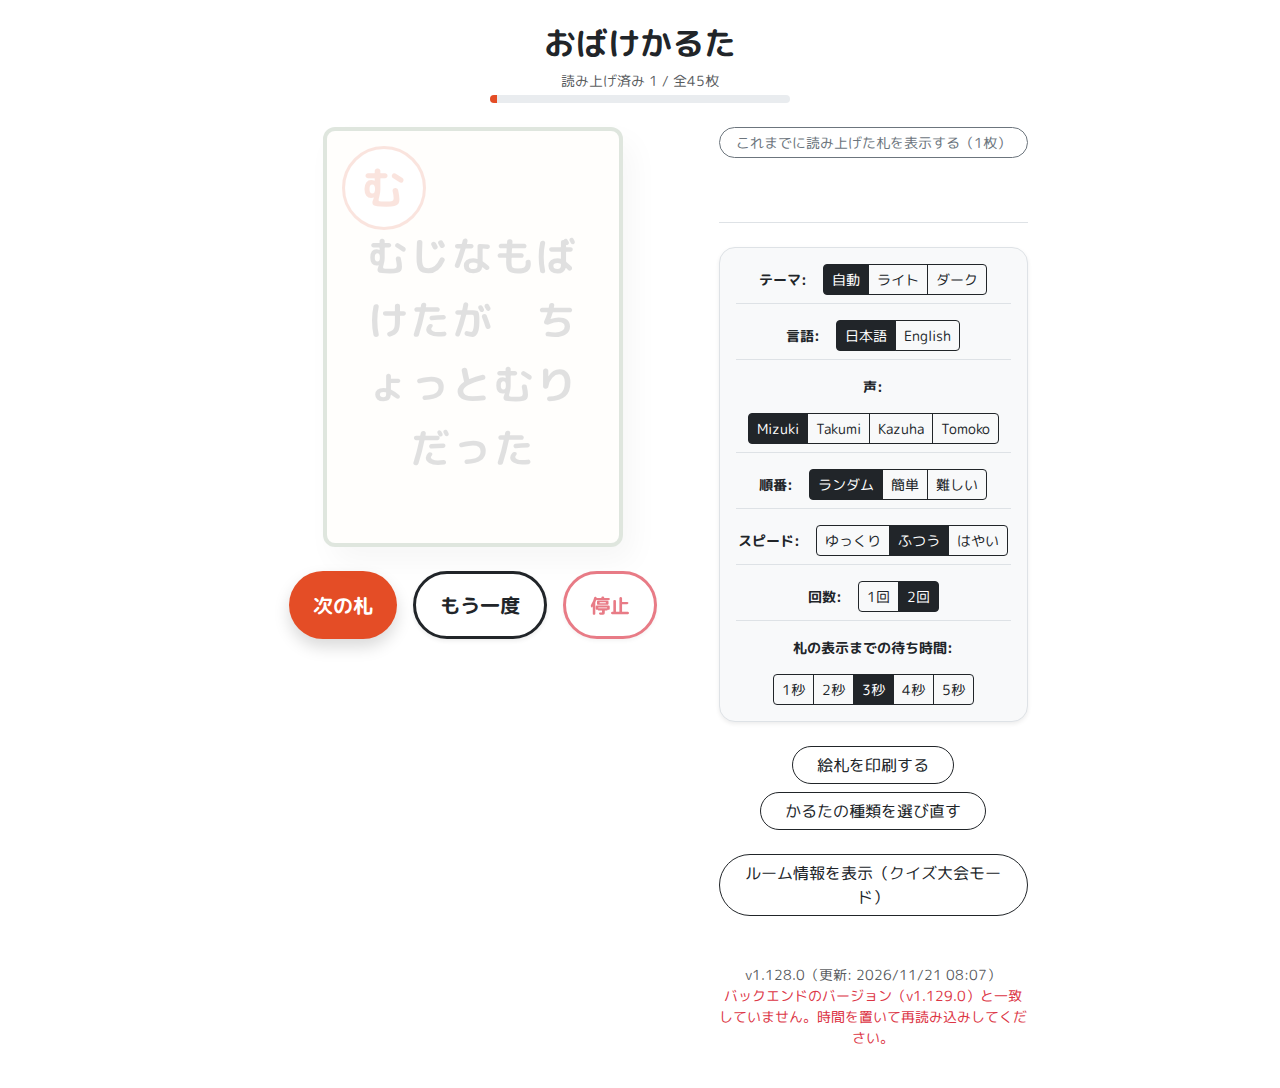 おばけかるた
読み上げ済み 1 / 全45枚
む
むじなもば
けたが　ち
ょっとむり
だった
次の札
もう一度
停止
これまでに読み上げた札を表示する（1枚）
テーマ: 自動 ライト ダーク
言語: 日本語 English
声:
Mizuki Takumi Kazuha Tomoko
順番: ランダム 簡単 難しい
スピード: ゆっくり ふつう はやい
回数: 1回 2回
札の表示までの待ち時間:
1秒 2秒 3秒 4秒 5秒
絵札を印刷する
かるたの種類を選び直す
ルーム情報を表示（クイズ大会モー
ド）
v1.128.0（更新: 2026/11/21 08:07）
バックエンドのバージョン（v1.129.0）と一致
していません。時間を置いて再読み込みしてくだ
さい。